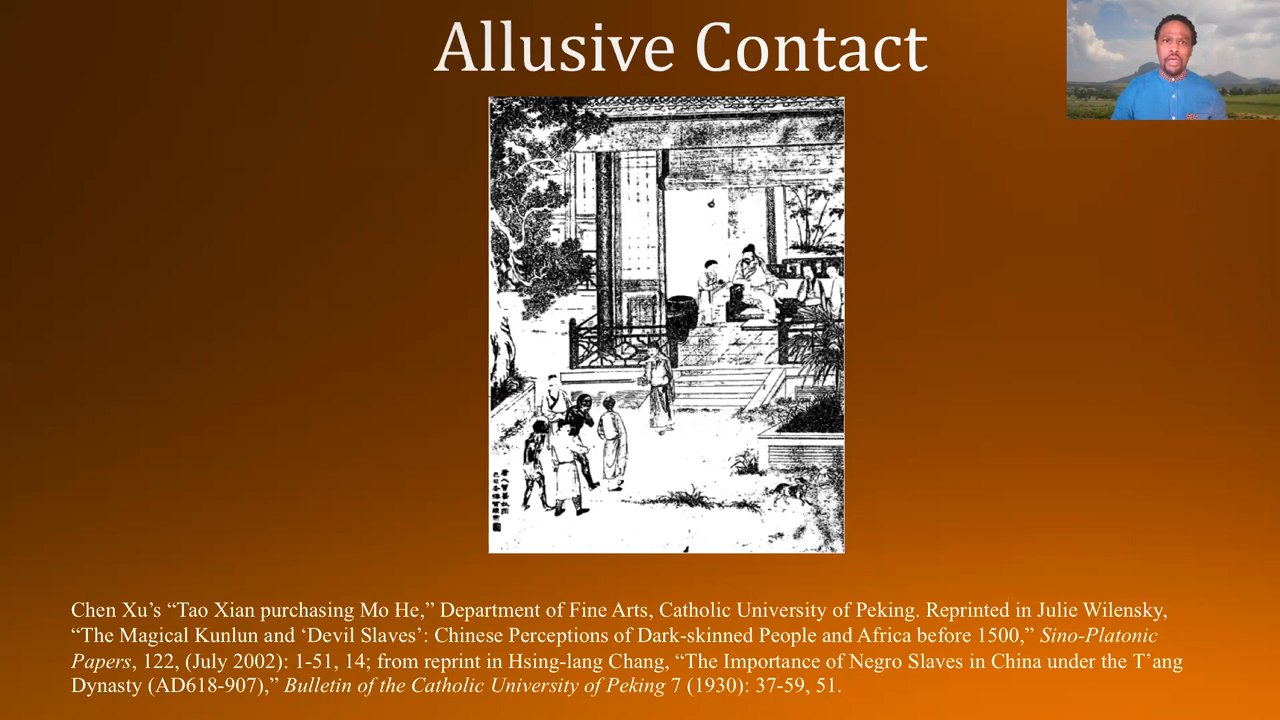 Allusive Contact
Chen Xu’s “Tao Xian purchasing Mo He,” Department of Fine Arts, Catholic University of Peking. Reprinted in Julie Wilensky,
“The Magical Kunlun and ‘Devil Slaves’: Chinese Perceptions of Dark-skinned People and Africa before 1500,” Sino-Platonic
Papers, 122, (July 2002): 1-51, 14; from reprint in Hsing-lang Chang, “The Importance of Negro Slaves in China under the T’ang
Dynasty (AD618-907),” Bulletin of the Catholic University of Peking 7 (1930): 37-59, 51.